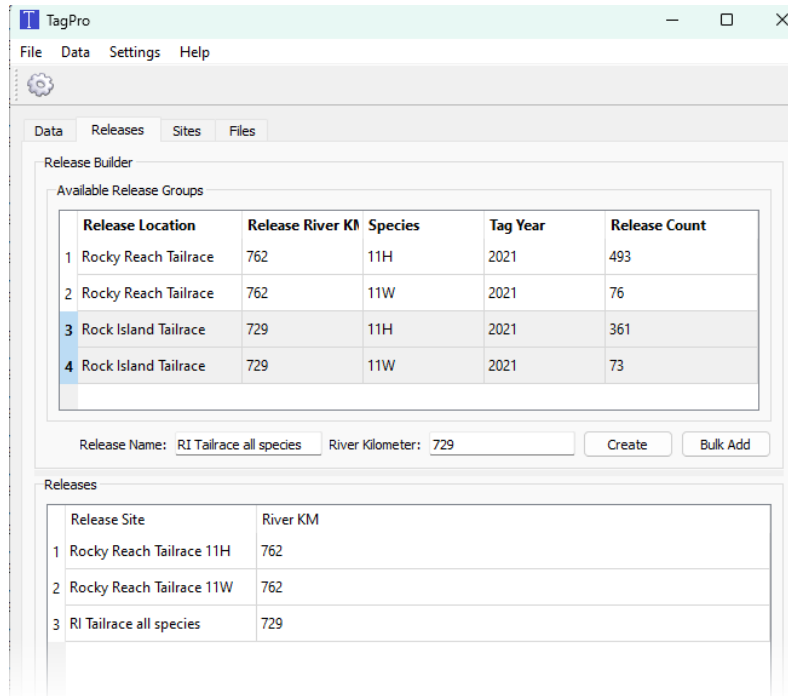 T TagPro
File Data Settings Help
Data Releases Sites Files
Release Builder
Available Release Groups
Release Location Release River KM Species Tag Year Release Count
1 Rocky Reach Tailrace 762 11H 2021 493
2 Rocky Reach Tailrace 762 11W 2021 76
3 Rock Island Tailrace 729 11H 2021 361
4 Rock Island Tailrace 729 11W 2021 73
Release Name: RI Tailrace all species River Kilometer: 729 Create Bulk Add
Releases
Release Site River KM
1 Rocky Reach Tailrace 11H 762
2 Rocky Reach Tailrace 11W 762
3 RI Tailrace all species 729